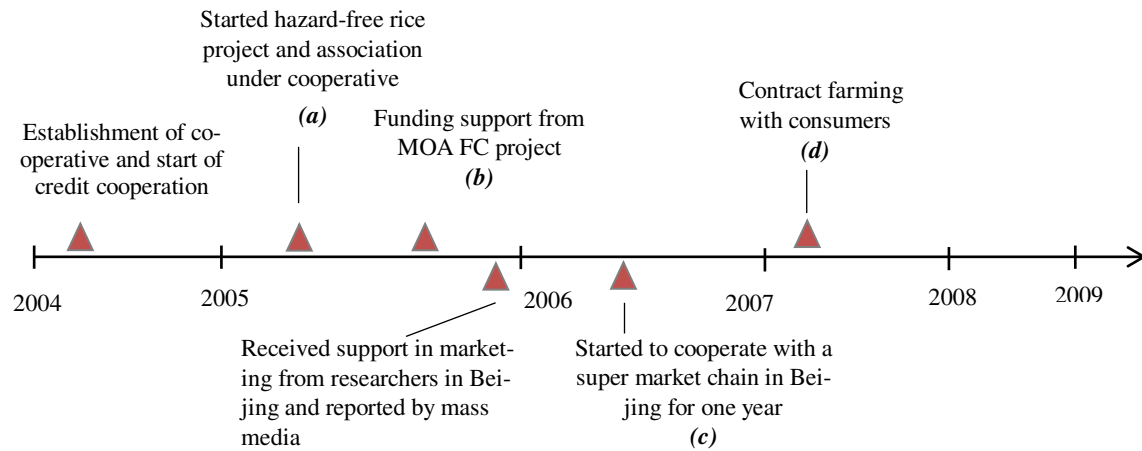 Started hazard-free rice
project and association
under cooperative
(a)
Establishment of co-
operative and start of
credit cooperation
Funding support from
MOA FC project
(b)
Contract farming
with consumers
(d)
2004
2005
2006
2007
2008
2009
Received support in market-
ing from researchers in Bei-
jing and reported by mass
media
Started to cooperate with a
super market chain in Bei-
jing for one year
(c)